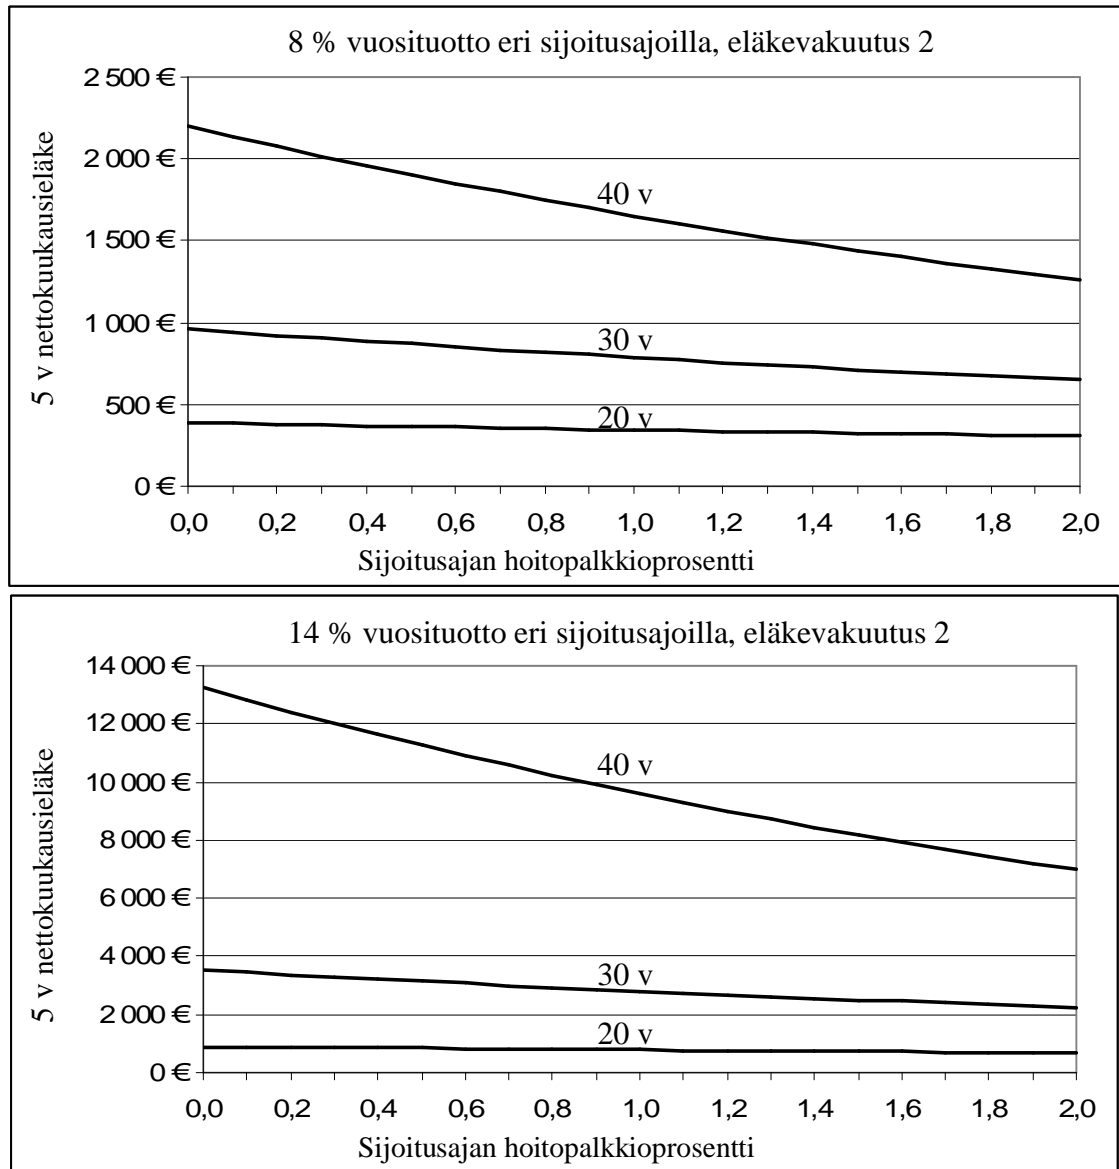 8 % vuosituotto eri sijoitusajoilla, eläkevakuutus 2
5 v nettokuukausieläke
2 500 €
2 000 €
1 500 €
1 000 €
500 €
0 €
40 v
30 v
20 v
0,0 0,2 0,4 0,6 0,8 1,0 1,2 1,4 1,6 1,8 2,0
Sijoitusajan hoitopalkkioprosentti
14 % vuosituotto eri sijoitusajoilla, eläkevakuutus 2
5 v nettokuukausieläke
14 000 €
12 000 €
10 000 €
8 000 €
6 000 €
4 000 €
2 000 €
0 €
40 v
30 v
20 v
0,0 0,2 0,4 0,6 0,8 1,0 1,2 1,4 1,6 1,8 2,0
Sijoitusajan hoitopalkkioprosentti